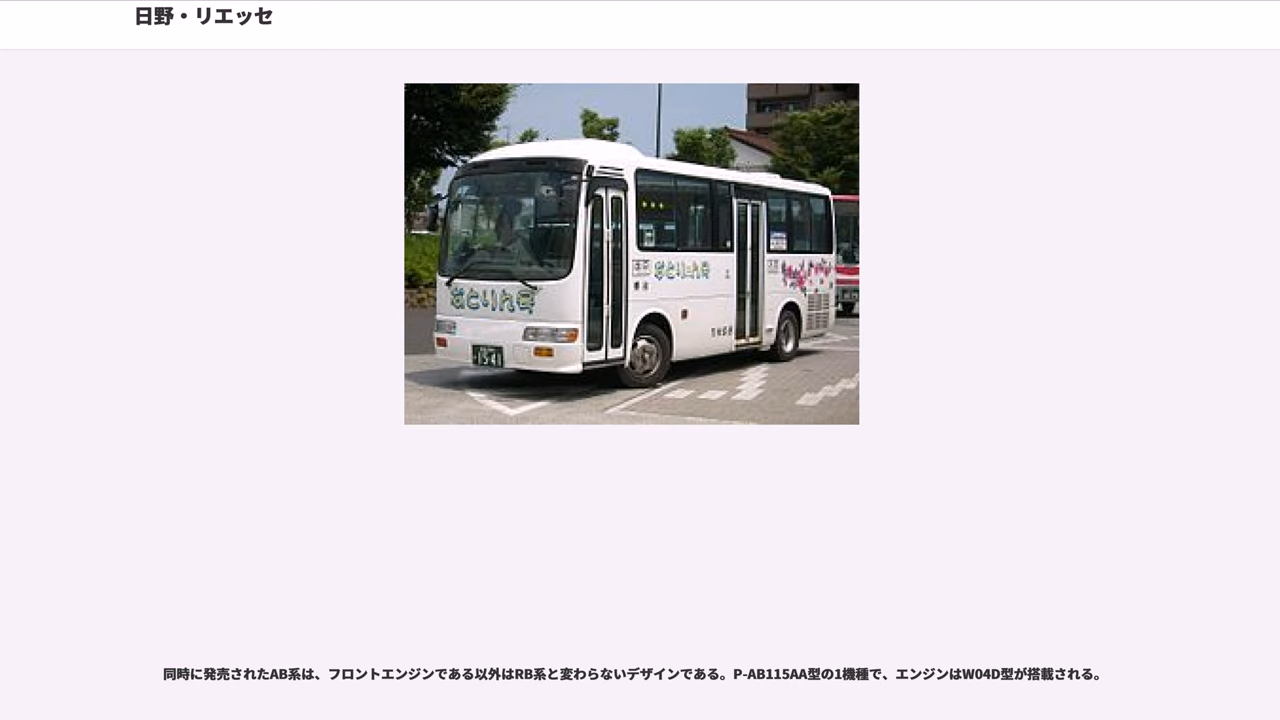 日野・リエッセ
1541
同時に発売されたAB系は、フロントエンジンである以外はRB系と変わらないデザインである。P-AB115AA型の1機種で、エンジンはW04D型が搭載される。